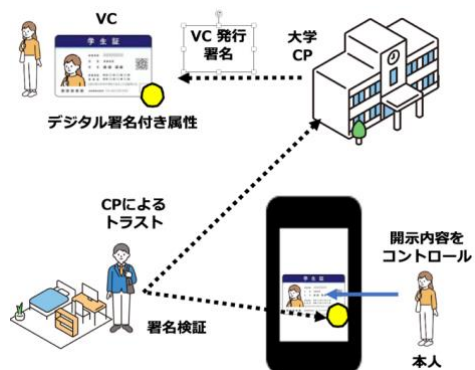 VC
VC 発行
署名
大学
CP
学生証
デジタル署名付き属性
CPによる
トラスト
開示内容を
コントロール
学生証
署名検証
本人